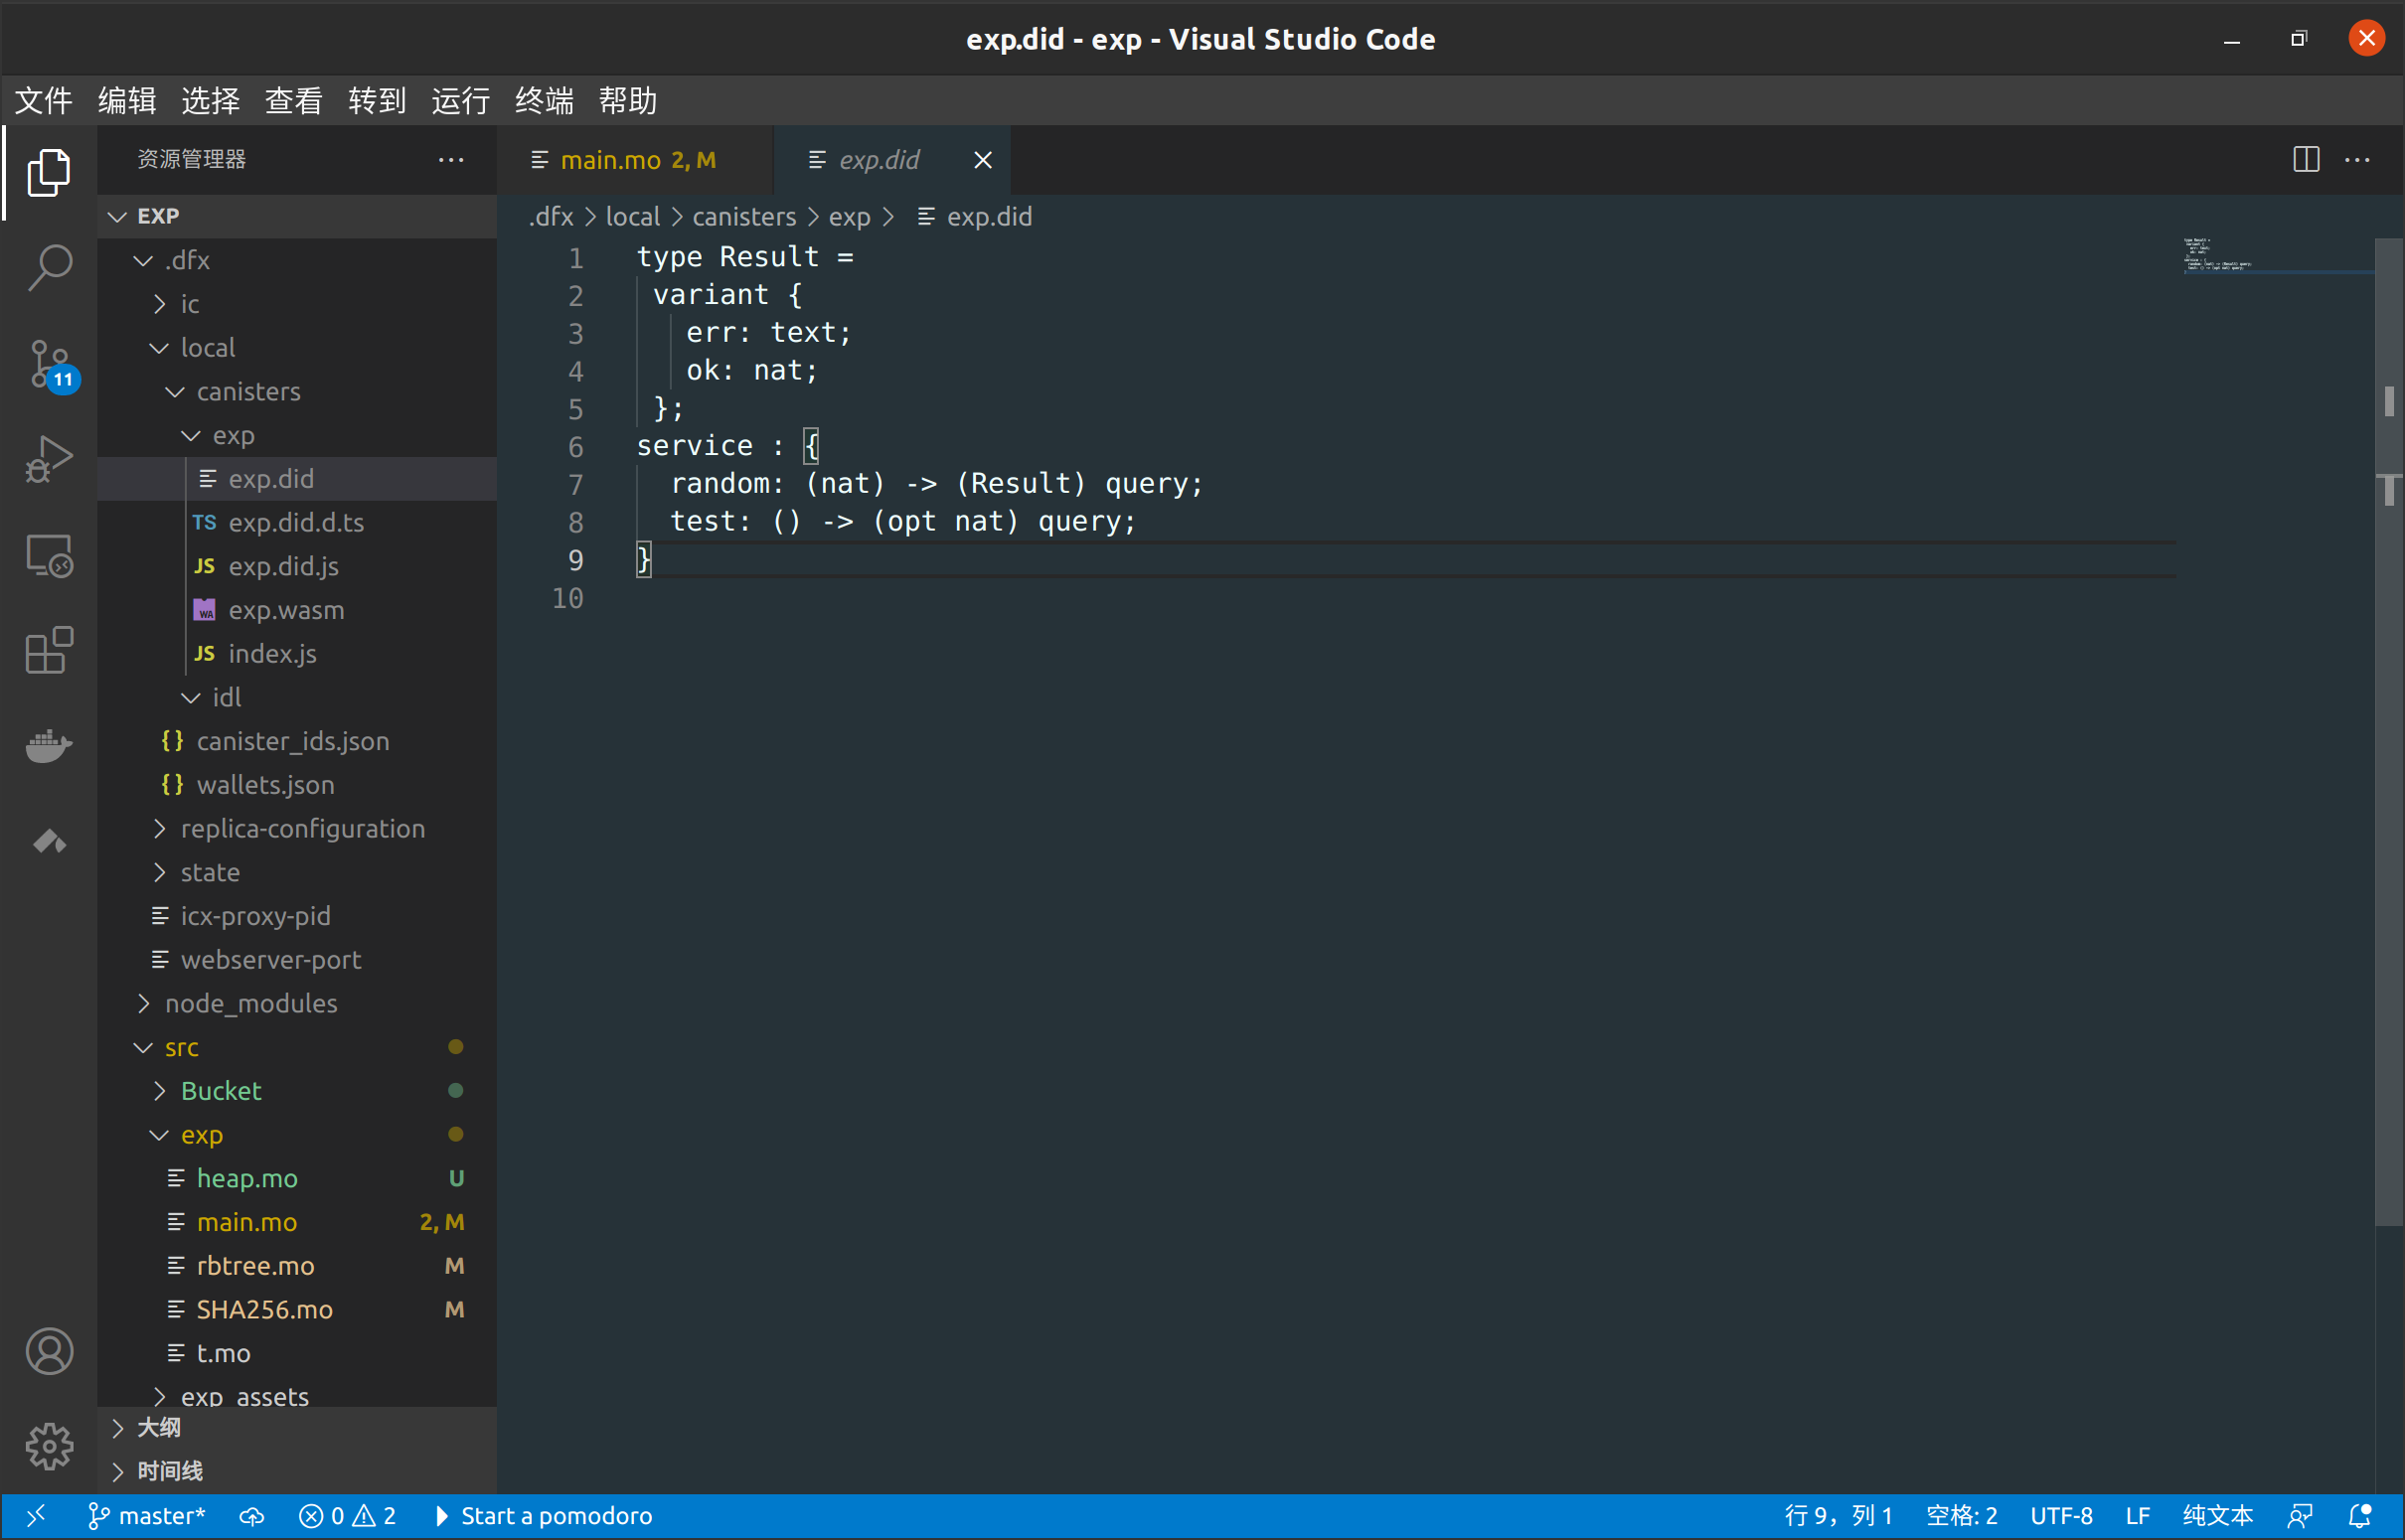 exp.did - exp - Visual Studio Code
文件 编辑 选择 查看 转到 运行 终端 帮助
资源管理器
EXP
.dfx
ic
local
canisters
exp
exp.did
TS exp.did.d.ts
JS exp.did.js
WA exp.wasm
JS index.js
idl
{} canister_ids.json
{} wallets.json
replica-configuration
state
icx-proxy-pid
webserver-port
node_modules
src
Bucket
exp
heap.mo U
main.mo 2, M
rbtree.mo M
SHA256.mo M
t.mo
exp_assets
大纲
时间线
11
main.mo 2, M
exp.did
.dfx > local > canisters > exp > exp.did
1 type Result =
2 variant {
3 err: text;
4 ok: nat;
5 };
6 service : {
7 random: (nat) -> (Result) query;
8 test: () -> (opt nat) query;
9 }
10
master* 0 2 Start a pomodoro 行 9，列 1 空格: 2 UTF-8 LF 纯文本